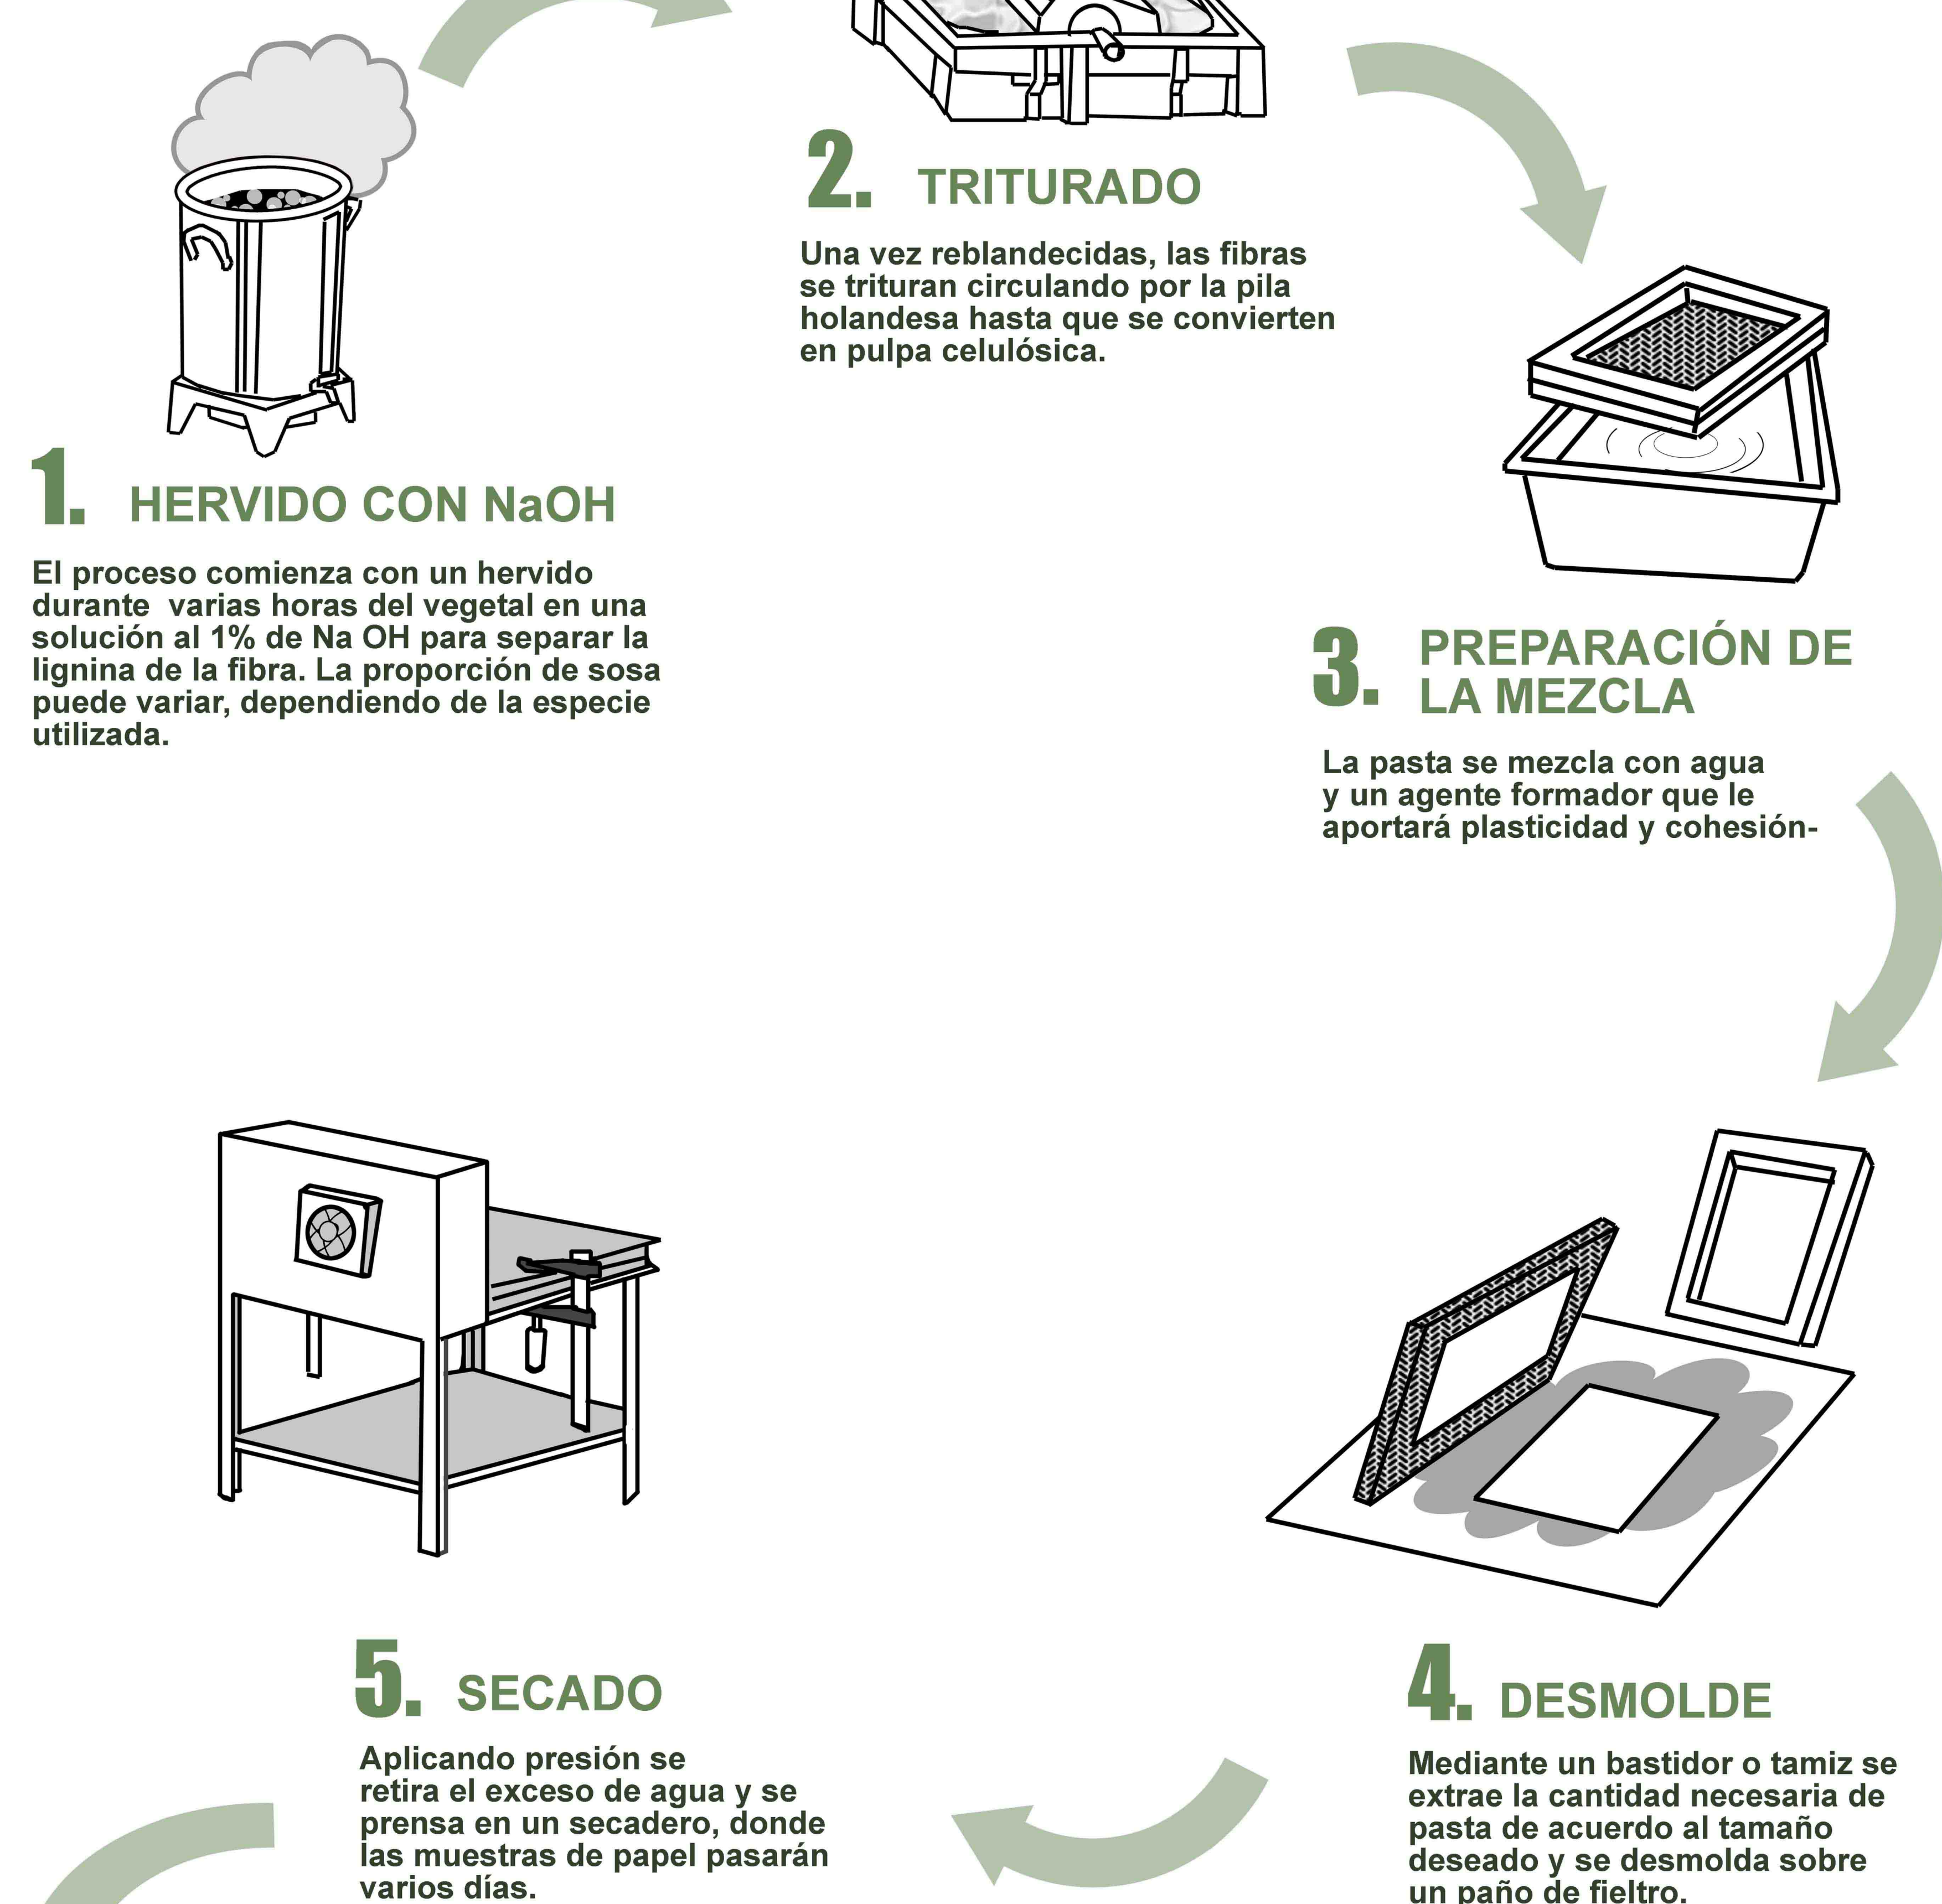 1. HERVIDO CON NaOH
El proceso comienza con un hervido
durante varias horas del vegetal en una
solución al 1% de Na OH para separar la
lignina de la fibra. La proporción de sosa
puede variar, dependiendo de la especie
utilizada.
2. TRITURADO
Una vez reblandecidas, las fibras
se trituran circulando por la pila
holandesa hasta que se convierten
en pulpa celulósica.
3. PREPARACIÓN DE
LA MEZCLA
La pasta se mezcla con agua
y un agente formador que le
aportará plasticidad y cohesión-
4. DESMOLDE
Mediante un bastidor o tamiz se
extrae la cantidad necesaria de
pasta de acuerdo al tamaño
deseado y se desmolda sobre
un paño de fieltro.
5. SECADO
Aplicando presión se
retira el exceso de agua y se
prensa en un secadero, donde
las muestras de papel pasarán
varios días.